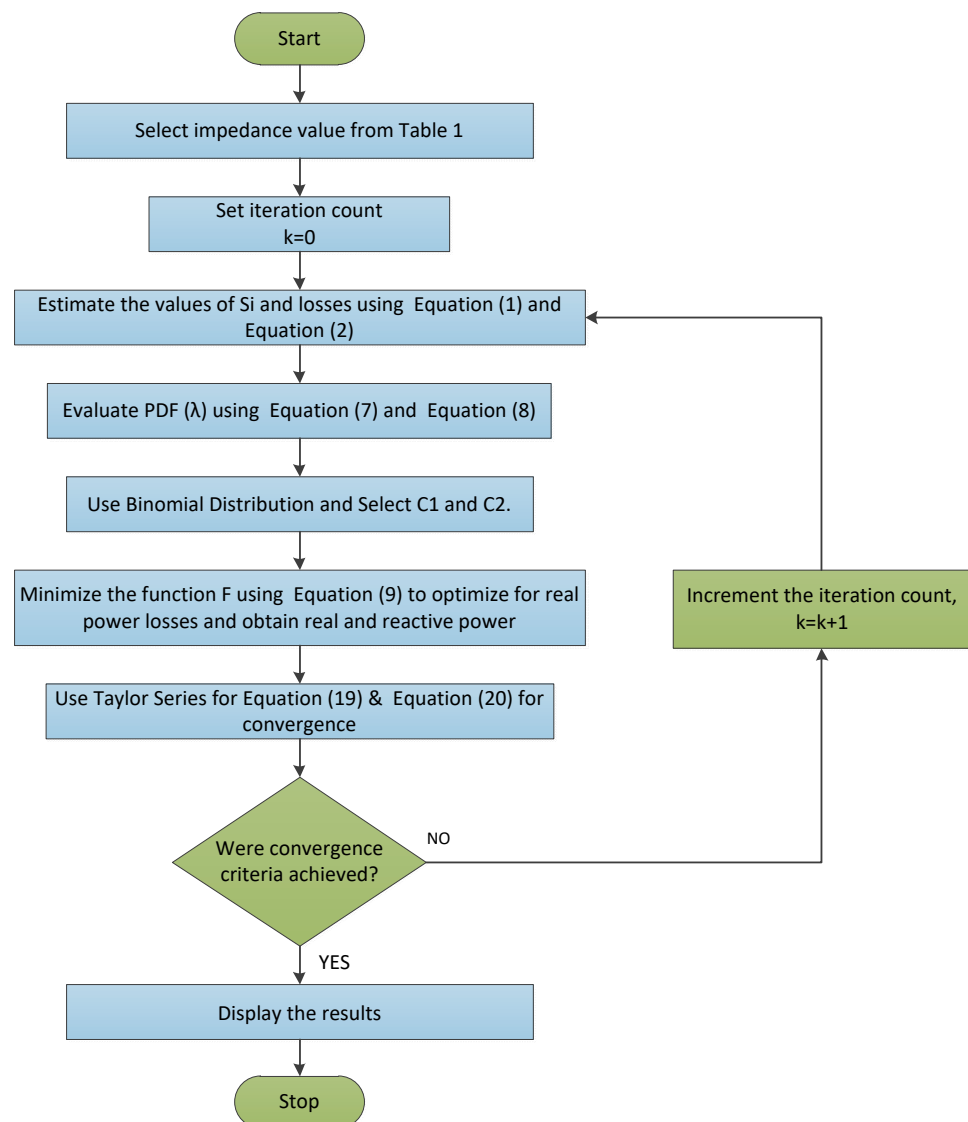 Start
Select impedance value from Table 1
Set iteration count
k=0
Estimate the values of Si and losses using Equation (1) and
Equation (2)
Evaluate PDF (λ) using Equation (7) and Equation (8)
Use Binomial Distribution and Select C1 and C2.
Minimize the function F using Equation (9) to optimize for real
power losses and obtain real and reactive power
Increment the iteration count,
k=k+1
Use Taylor Series for Equation (19) & Equation (20) for
convergence
Were convergence
criteria achieved?
NO
YES
Display the results
Stop